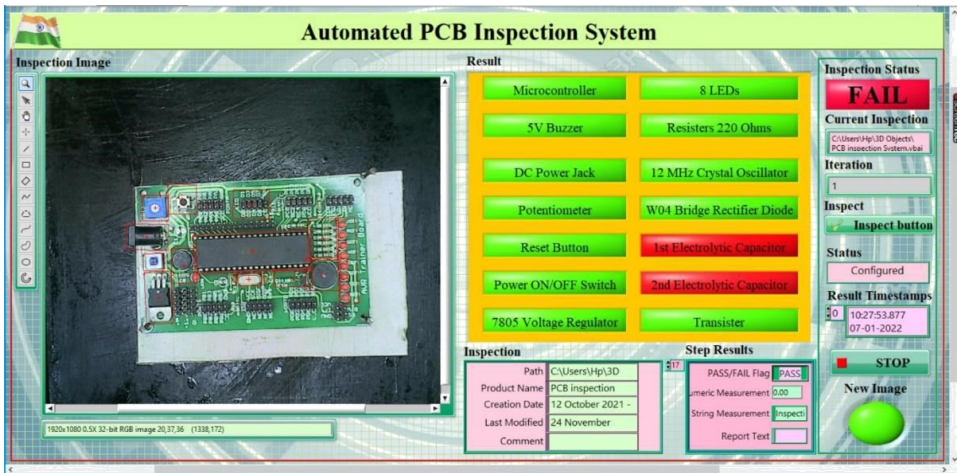 Automated PCB Inspection System
Inspection Image
AVR Trainer Board
1920x1080 0.5X 32-bit RGB image 20,37,36 (1338,172)
Result
Microcontroller
8 LEDs
5V Buzzer
Resisters 220 Ohms
DC Power Jack
12 MHz Crystal Oscillator
Potentiometer
W04 Bridge Rectifier Diode
Reset Button
1st Electrolytic Capacitor
Power ON/OFF Switch
2nd Electrolytic Capacitor
7805 Voltage Regulator
Transister
Inspection
Path C:\Users\Hp\3D
Product Name PCB inspection
Creation Date 12 October 2021 -
Last Modified 24 November
Comment
Step Results
17
PASS/FAIL Flag PASS
umeric Measurement 0.00
String Measurement Inspecti
Report Text
Inspection Status
FAIL
Current Inspection
C:\Users\Hp\3D Objects\
PCB inspection System.vbai
Iteration
1
Inspect
Inspect button
Status
Configured
Result Timestamps
0
10:27:53.877
07-01-2022
STOP
New Image